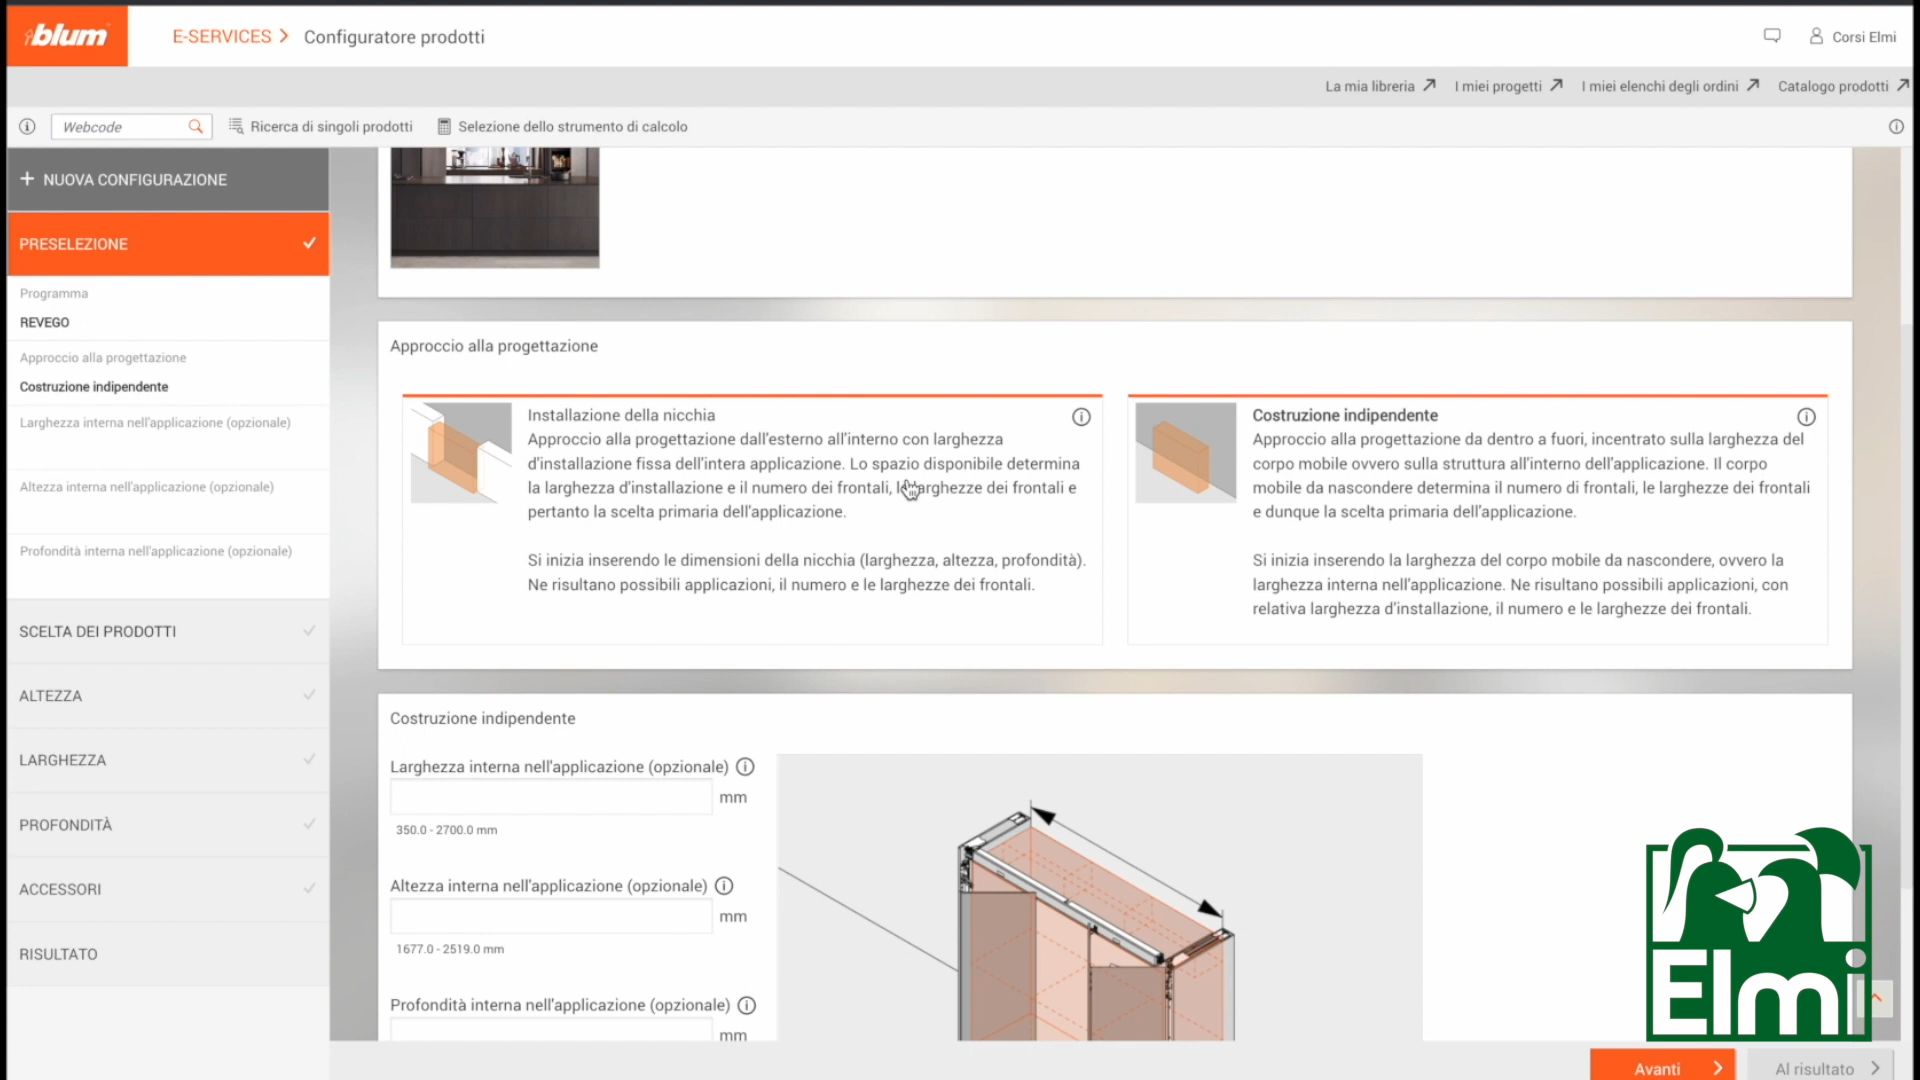 blum
E-SERVICES Configuratore prodotti
Corsi Elmi
La mia libreria I miei progetti I miei elenchi degli ordini Catalogo prodotti
Webcode Ricerca di singoli prodotti Selezione dello strumento di calcolo
+ NUOVA CONFIGURAZIONE
PRESELEZIONE
Programma
REVEGO
Approccio alla progettazione
Costruzione indipendente
Larghezza interna nell'applicazione (opzionale)
Altezza interna nell'applicazione (opzionale)
Profondità interna nell'applicazione (opzionale)
SCELTA DEI PRODOTTI
ALTEZZA
LARGHEZZA
PROFONDITÀ
ACCESSORI
RISULTATO
Approccio alla progettazione
Installazione della nicchia
Approccio alla progettazione dall'esterno all'interno con larghezza
d'installazione fissa dell'intera applicazione. Lo spazio disponibile determina
la larghezza d'installazione e il numero dei frontali, larghezze dei frontali e
pertanto la scelta primaria dell'applicazione.
Si inizia inserendo le dimensioni della nicchia (larghezza, altezza, profondità).
Ne risultano possibili applicazioni, il numero e le larghezze dei frontali.
Costruzione indipendente
Approccio alla progettazione da dentro a fuori, incentrato sulla larghezza del
corpo mobile ovvero sulla struttura all'interno dell'applicazione. Il corpo
mobile da nascondere determina il numero di frontali, le larghezze dei frontali
e dunque la scelta primaria dell'applicazione.
Si inizia inserendo la larghezza del corpo mobile da nascondere, ovvero la
larghezza interna nell'applicazione. Ne risultano possibili applicazioni, con
relativa larghezza d'installazione, il numero e le larghezze dei frontali.
Costruzione indipendente
Larghezza interna nell'applicazione (opzionale)
mm
350.0 - 2700.0 mm
Altezza interna nell'applicazione (opzionale)
mm
1677.0 - 2519.0 mm
Profondità interna nell'applicazione (opzionale)
mm
Elmi
Avanti
Al risultato